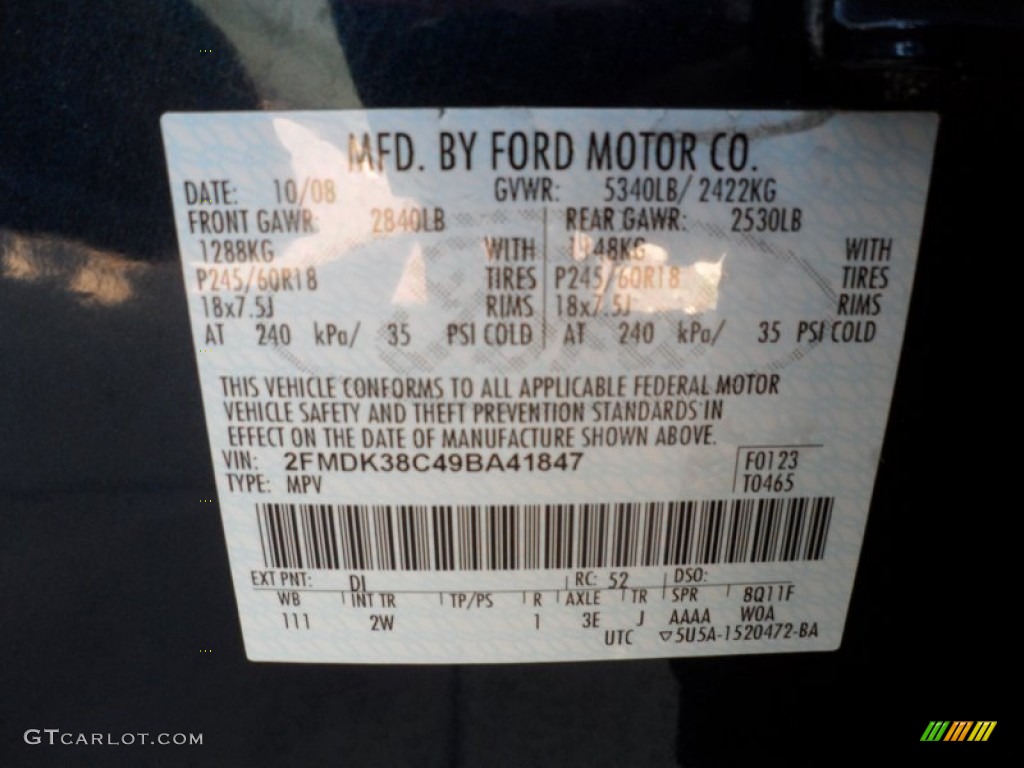 MFD. BY FORD MOTOR CO.
DATE: 10/08 GVWR: 5340LB/ 2422KG
FRONT GAWR: 2840LB REAR GAWR: 2530LB
1288KG WITH 1148KG WITH
P245/60R18 TIRES P245/60R18 TIRES
18x7.5J RIMS 18x7.5J RIMS
AT 240 kPa/ 35 PSI COLD AT 240 kPa/ 35 PSI COLD
THIS VEHICLE CONFORMS TO ALL APPLICABLE FEDERAL MOTOR
VEHICLE SAFETY AND THEFT PREVENTION STANDARDS IN
EFFECT ON THE DATE OF MANUFACTURE SHOWN ABOVE.
VIN: 2FMDK38C49BA41847 F0123
TYPE: MPV T0465
EXT PNT: DI RC: 52 DSO:
WB INT TR TP/PS R AXLE TR SPR 8Q11F
111 2W 1 3E J AAAA W0A
UTC ▽5U5A-1520472-BA
GTCARLOT.COM